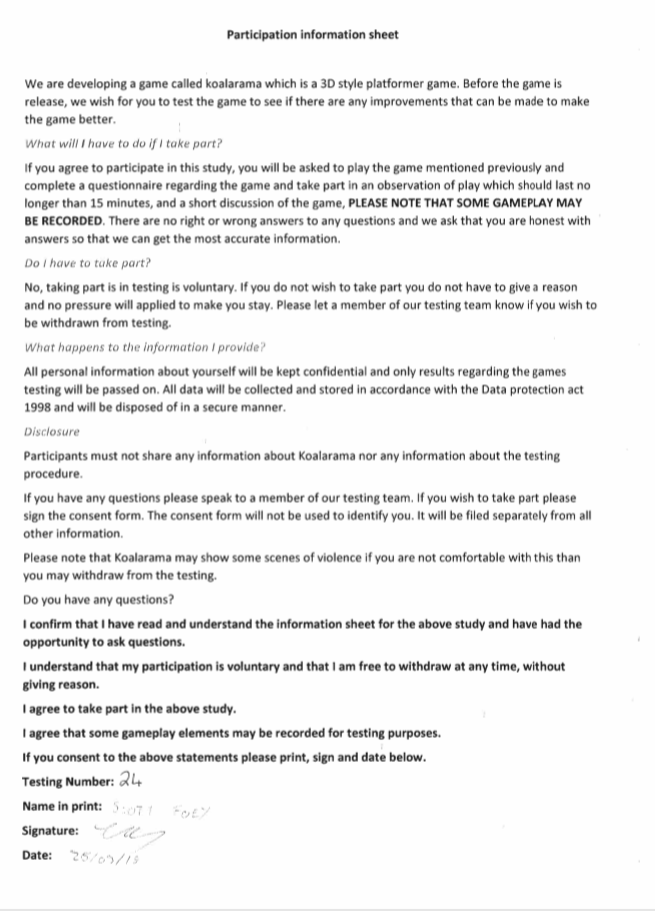 Participation information sheet
We are developing a game called koalarama which is a 3D style platformer game. Before the game is
release, we wish for you to test the game to see if there are any improvements that can be made to make
the game better.
What will I have to do if I take part?
If you agree to participate in this study, you will be asked to play the game mentioned previously and
complete a questionnaire regarding the game and take part in an observation of play which should last no
longer than 15 minutes, and a short discussion of the game, PLEASE NOTE THAT SOME GAMEPLAY MAY
BE RECORDED. There are no right or wrong answers to any questions and we ask that you are honest with
answers so that we can get the most accurate information.
Do I have to take part?
No, taking part is in testing is voluntary. If you do not wish to take part you do not have to give a reason
and no pressure will applied to make you stay. Please let a member of our testing team know if you wish to
be withdrawn from testing.
What happens to the information I provide?
All personal information about yourself will be kept confidential and only results regarding the games
testing will be passed on. All data will be collected and stored in accordance with the Data protection act
1998 and will be disposed of in a secure manner.
Disclosure
Participants must not share any information about Koalarama nor any information about the testing
procedure.
If you have any questions please speak to a member of our testing team. If you wish to take part please
sign the consent form. The consent form will not be used to identify you. It will be filed separately from all
other information.
Please note that Koalarama may show some scenes of violence if you are not comfortable with this than
you may withdraw from the testing.
Do you have any questions?
I confirm that I have read and understand the information sheet for the above study and have had the
opportunity to ask questions.
I understand that my participation is voluntary and that I am free to withdraw at any time, without
giving reason.
I agree to take part in the above study.
I agree that some gameplay elements may be recorded for testing purposes.
If you consent to the above statements please print, sign and date below.
Testing Number: 24
Name in print:
Signature:
Date: